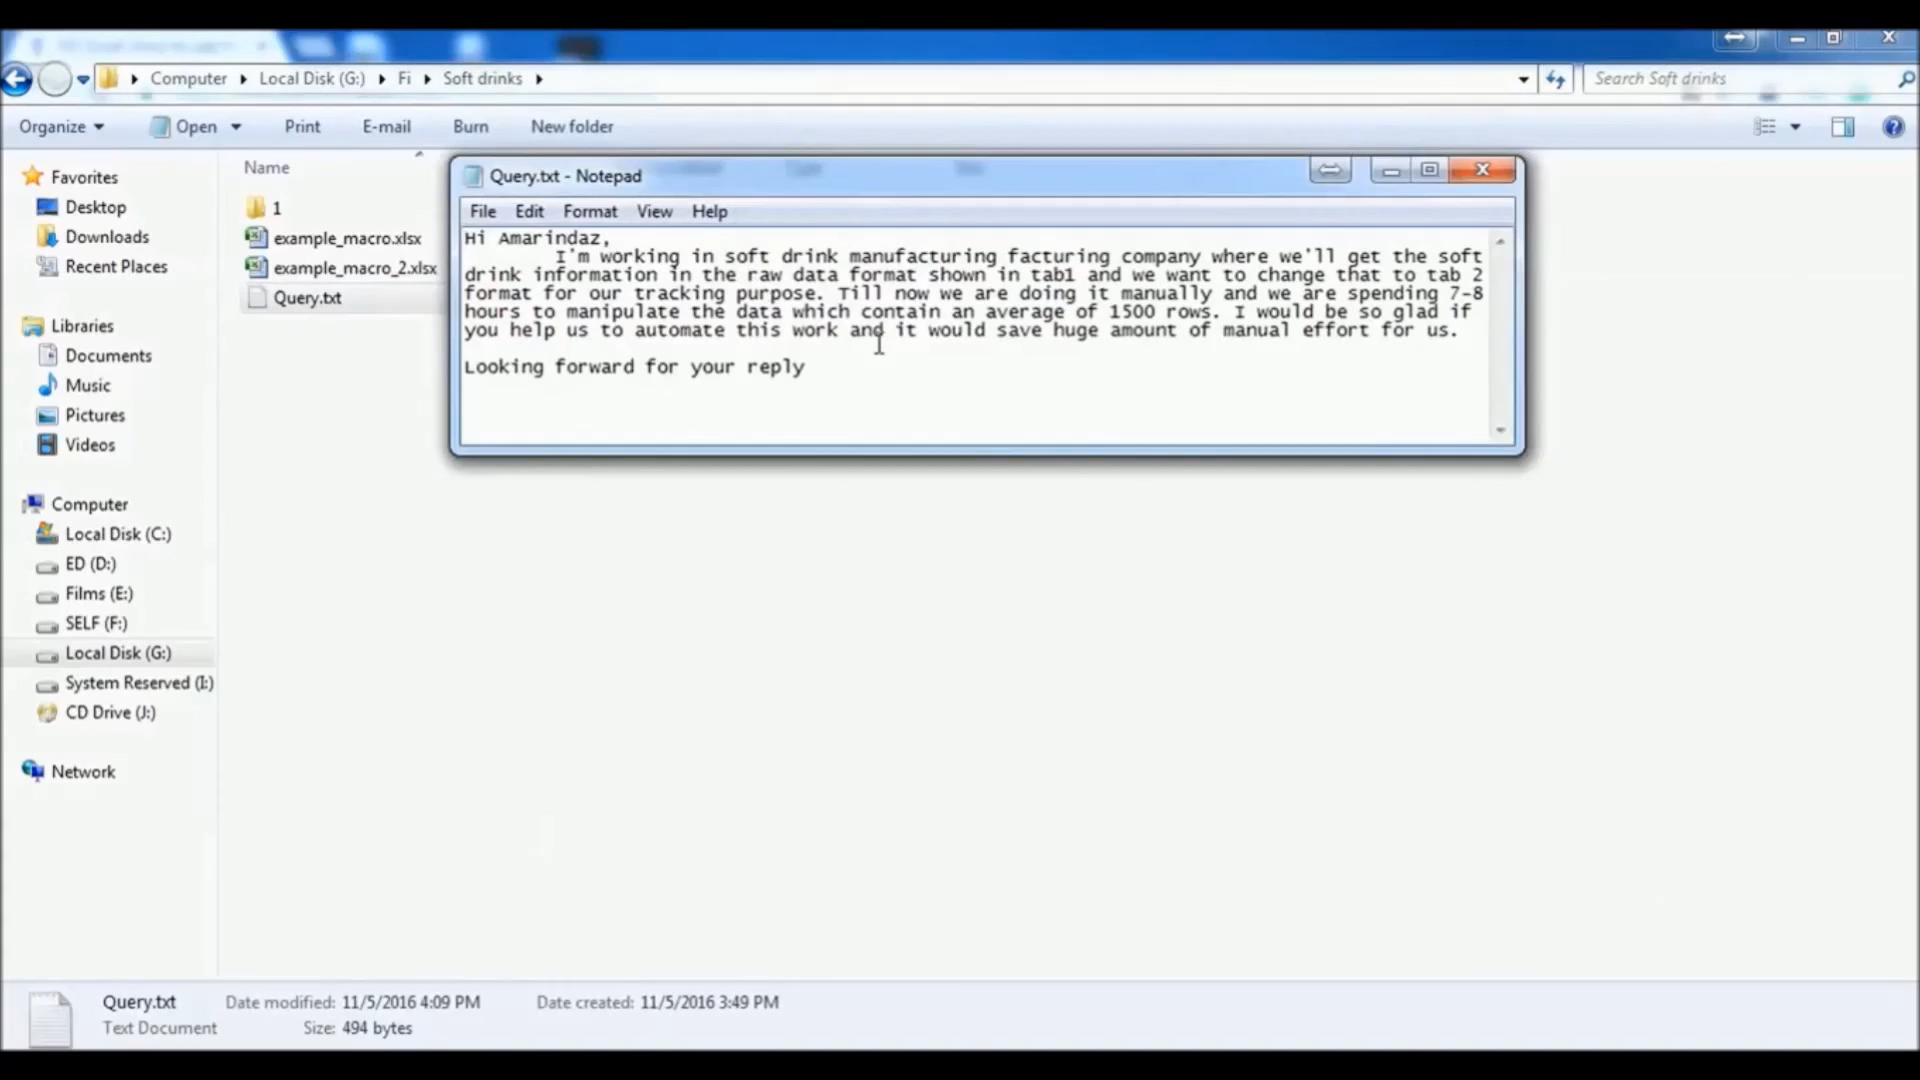 Computer Local Disk (G:) Fi Soft drinks
Search Soft drinks
Organize Open Print E-mail Burn New folder
Favorites
Desktop
Downloads
Recent Places
Libraries
Documents
Music
Pictures
Videos
Computer
Local Disk (C:)
ED (D:)
Films (E:)
SELF (F:)
Local Disk (G:)
System Reserved (I:)
CD Drive (J:)
Network
Name
1
example_macro.xlsx
example_macro_2.xlsx
Query.txt
Query.txt - Notepad
File Edit Format View Help
Hi Amarindaz,
I'm working in soft drink manufacturing facturing company where we'll get the soft
drink information in the raw data format shown in tab1 and we want to change that to tab 2
format for our tracking purpose. Till now we are doing it manually and we are spending 7-8
hours to manipulate the data which contain an average of 1500 rows. I would be so glad if
you help us to automate this work and it would save huge amount of manual effort for us.
Looking forward for your reply
Query.txt Date modified: 11/5/2016 4:09 PM Date created: 11/5/2016 3:49 PM
Text Document Size: 494 bytes